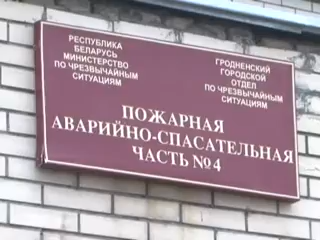 РЕСПУБЛИКА
БЕЛАРУСЬ
МИНИСТЕРСТВО
ПО ЧРЕЗВЫЧАЙНЫМ
СИТУАЦИЯМ
ГРОДНЕНСКИЙ
ГОРОДСКОЙ
ОТДЕЛ
ПО ЧРЕЗВЫЧАЙНЫМ
СИТУАЦИЯМ
ПОЖАРНАЯ
АВАРИЙНО-СПАСАТЕЛЬНАЯ
ЧАСТЬ №4